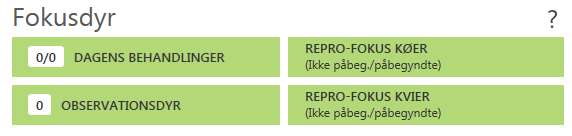 Fokusdyr ?
0/0 DAGENS BEHANDLINGER
REPRO-FOKUS KØER
(Ikke påbeg./påbegyndte)
0 OBSERVATIONSDYR
REPRO-FOKUS KVIER
(Ikke påbeg./påbegyndte)